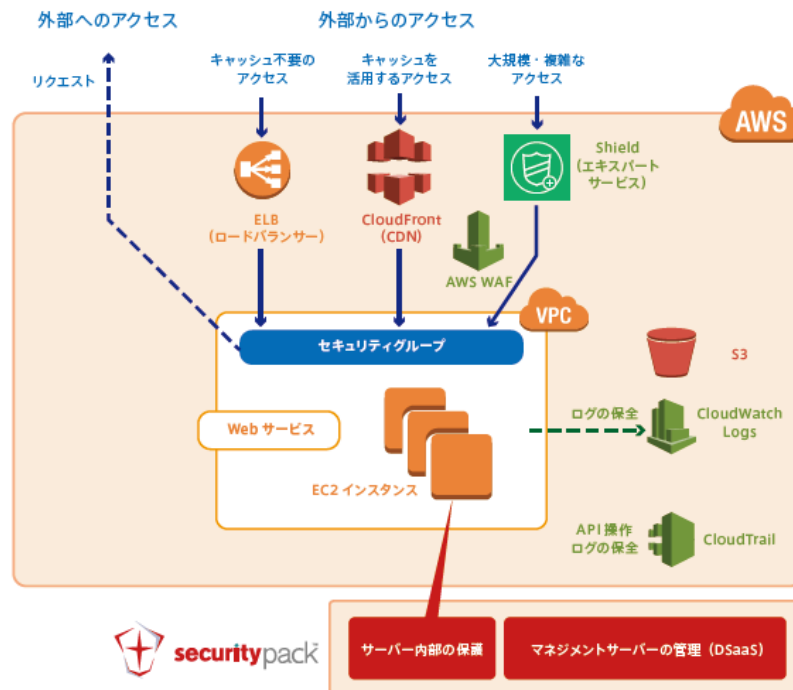 外部へのアクセス
外部からのアクセス
リクエスト
キャッシュ不要の
アクセス
キャッシュを
活用するアクセス
大規模・複雑な
アクセス
AWS
ELB
(ロードバランサー)
CloudFront
(CDN)
Shield
(エキスパート
サービス)
AWS WAF
VPC
セキュリティグループ
Web サービス
EC2 インスタンス
S3
ログの保全
CloudWatch
Logs
API 操作
ログの保全
CloudTrail
securitypack™
サーバー内部の保護
マネジメントサーバーの管理(DSaaS)